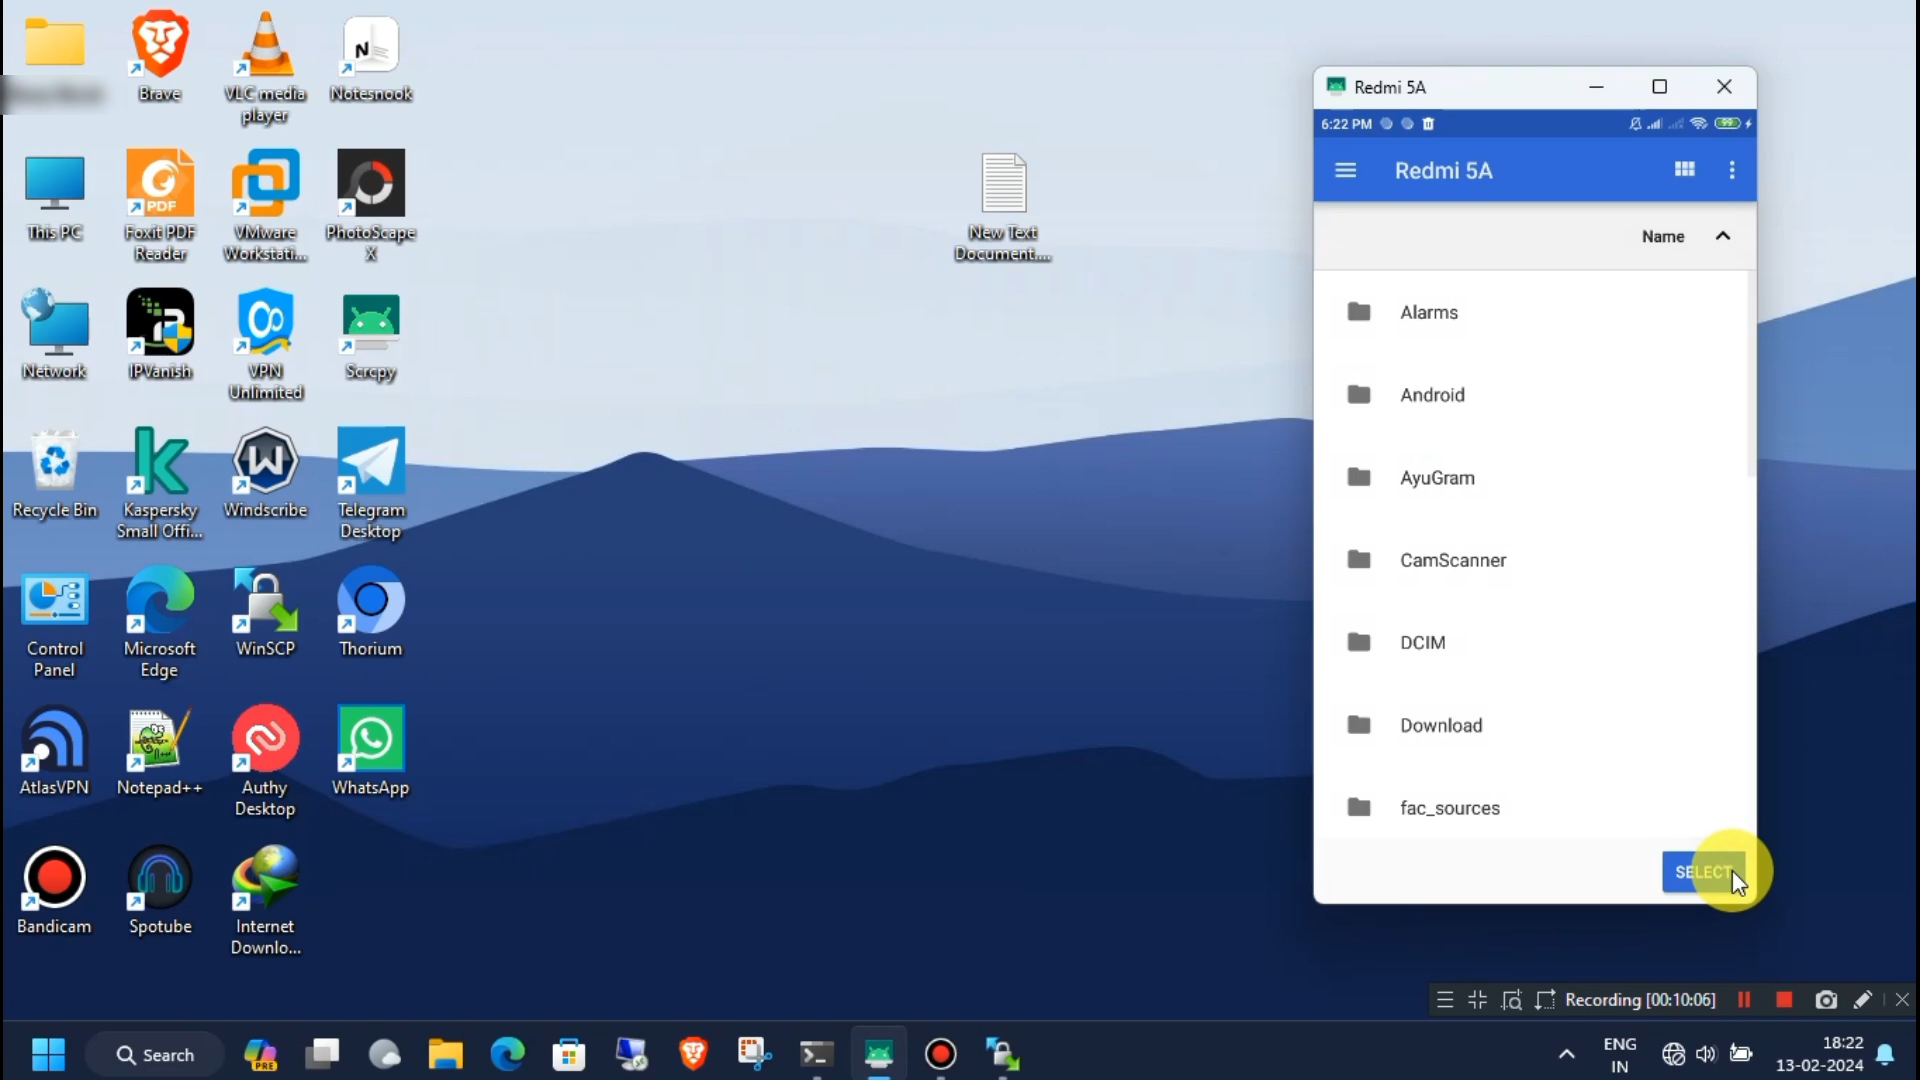 Brave
VLC media
player
Notesnook
This PC
Foxit PDF
Reader
VMware
Workstati...
PhotoScape
X
Network
IPVanish
VPN
Unlimited
Scrcpy
Recycle Bin
Kaspersky
Small Offi...
Windscribe
Telegram
Desktop
Control
Panel
Microsoft
Edge
WinSCP
Thorium
AtlasVPN
Notepad++
Authy
Desktop
WhatsApp
Bandicam
Spotube
Internet
Downlo...
New Text
Document....
PDF
Redmi 5A
6:22 PM
99
Redmi 5A
Name
Alarms
Android
AyuGram
CamScanner
DCIM
Download
fac_sources
SELECT
Recording [00:10:06]
Search
PRE
ENG
IN
18:22
13-02-2024